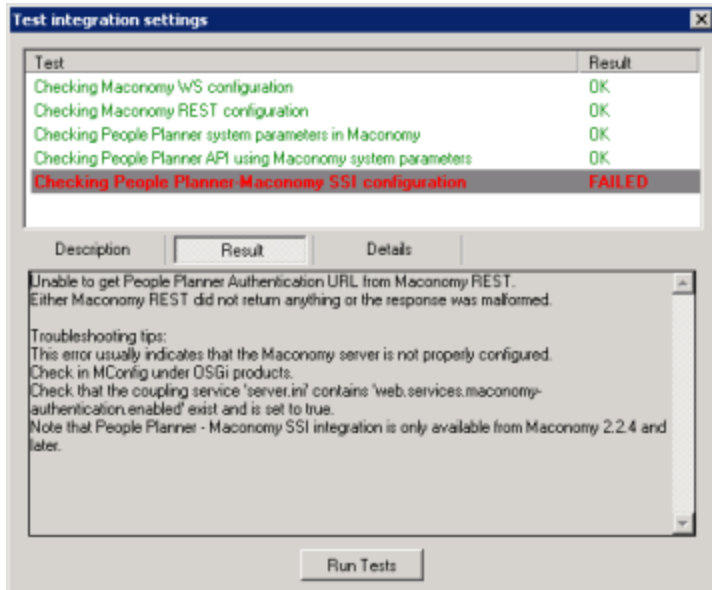 Test integration settings
Test Result
Checking Maconomy WS configuration OK
Checking Maconomy REST configuration OK
Checking People Planner system parameters in Maconomy OK
Checking People Planner API using Maconomy system parameters OK
Checking People Planner-Maconomy SSI configuration FAILED
Description Result Details
Unable to get People Planner Authentication URL from Maconomy REST.
Either Maconomy REST did not return anything or the response was malformed.
Troubleshooting tips:
This error usually indicates that the Maconomy server is not properly configured.
Check in MConfig under OSGi products.
Check that the coupling service 'server.ini' contains 'web.services.maconomy-
authentication.enabled' exist and is set to true.
Note that People Planner - Maconomy SSI integration is only available from Maconomy 2.2.4 and
later.
Run Tests